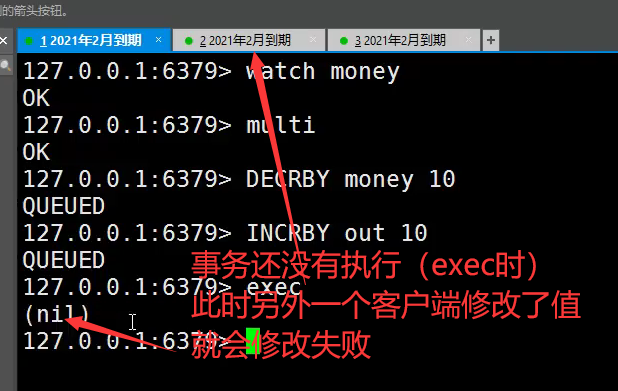 的箭头按钮。
1 2021年2月到期 × 2 2021年2月到期 × 3 2021年2月到期 × +
127.0.0.1:6379> watch money
OK
127.0.0.1:6379> multi
OK
127.0.0.1:6379> DECRBY money 10
QUEUED
127.0.0.1:6379> INCRBY out 10
QUEUED
127.0.0.1:6379> exec
(nil)
127.0.0.1:6379>
事务还没有执行（exec时）
此时另外一个客户端修改了值
就会修改失败